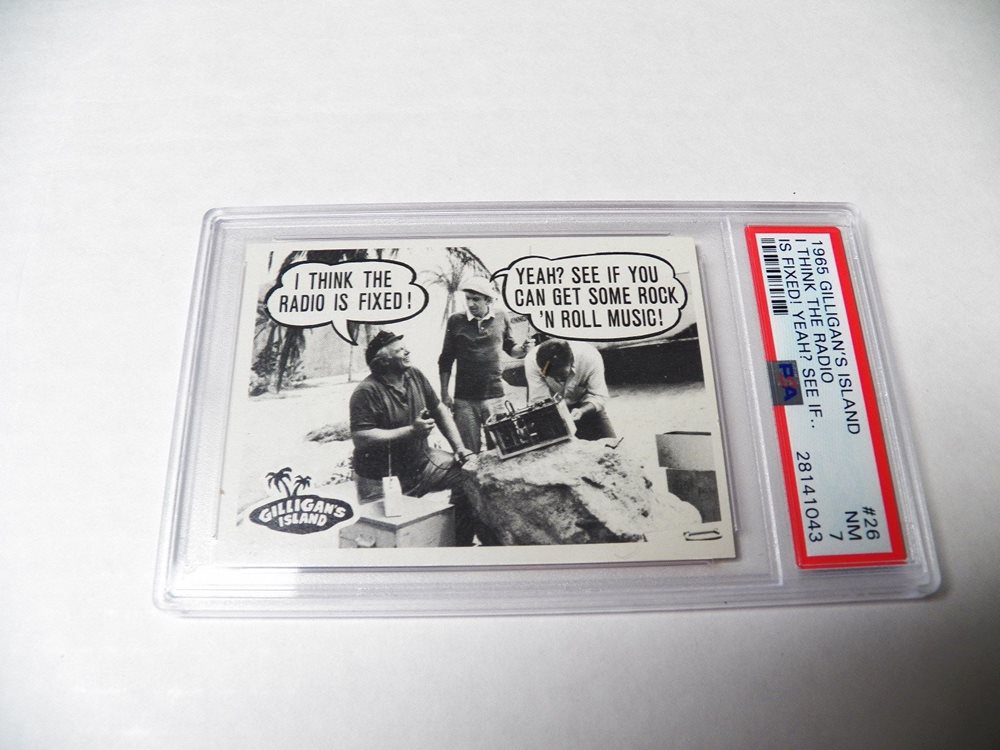 I THINK THE
RADIO IS FIXED!
YEAH? SEE IF YOU
CAN GET SOME ROCK
'N ROLL MUSIC!
GILLIGAN'S
ISLAND
1965 GILLIGAN'S ISLAND
I THINK THE RADIO
IS FIXED! YEAH? SEE IF..
PSA
#26
NM
7
28141043